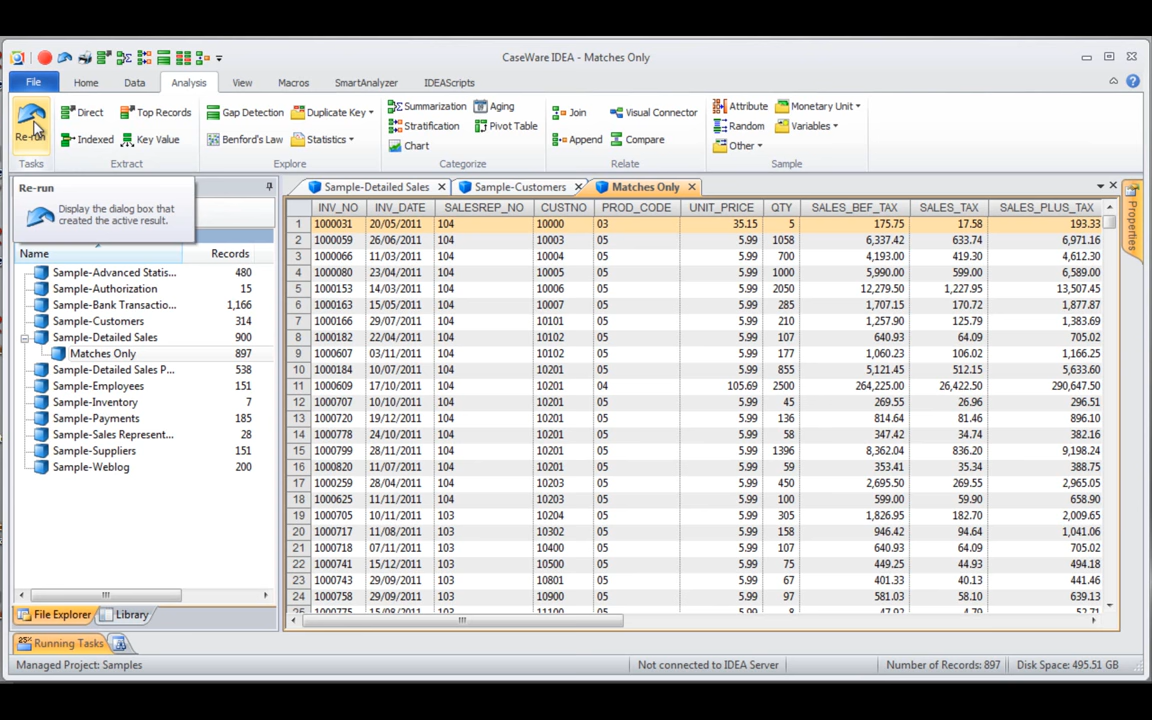 CaseWare IDEA - Matches Only
File Home Data Analysis View Macros SmartAnalyzer IDEAScripts
Re-run Direct Top Records Gap Detection Duplicate Key Summarization Aging Join Visual Connector Attribute Monetary Unit
Stratification Pivot Table Random Variables
Indexed Key Value Benford's Law Statistics Chart Append Compare Other
Tasks Extract Explore Categorize Relate Sample
Re-run
Display the dialog box that
created the active result.
Name Records
Sample-Advanced Statis... 480
Sample-Authorization 15
Sample-Bank Transactio... 1,166
Sample-Customers 314
Sample-Detailed Sales 900
Matches Only 897
Sample-Detailed Sales P... 538
Sample-Employees 151
Sample-Inventory 7
Sample-Payments 185
Sample-Sales Represent... 28
Sample-Suppliers 151
Sample-Weblog 200
File Explorer Library
Sample-Detailed Sales Sample-Customers Matches Only
INV_NO INV_DATE SALESREP_NO CUSTNO PROD_CODE UNIT_PRICE QTY SALES_BEF_TAX SALES_TAX SALES_PLUS_TAX
1 1000031 20/05/2011 104 10000 03 35.15 5 175.75 17.58 193.33
2 1000059 26/06/2011 104 10003 05 5.99 1058 6,337.42 633.74 6,971.16
3 1000066 11/03/2011 104 10004 05 5.99 700 4,193.00 419.30 4,612.30
4 1000080 23/04/2011 104 10005 05 5.99 1000 5,990.00 599.00 6,589.00
5 1000153 14/03/2011 104 10006 05 5.99 2050 12,279.50 1,227.95 13,507.45
6 1000163 15/05/2011 104 10007 05 5.99 285 1,707.15 170.72 1,877.87
7 1000166 29/07/2011 104 10101 05 5.99 210 1,257.90 125.79 1,383.69
8 1000182 22/04/2011 104 10102 05 5.99 107 640.93 64.09 705.02
9 1000607 03/11/2011 104 10102 05 5.99 177 1,060.23 106.02 1,166.25
10 1000184 10/07/2011 104 10201 05 5.99 855 5,121.45 512.15 5,633.60
11 1000609 17/10/2011 104 10201 04 105.69 2500 264,225.00 26,422.50 290,647.50
12 1000707 10/10/2011 104 10201 05 5.99 45 269.55 26.96 296.51
13 1000720 19/12/2011 104 10201 05 5.99 136 814.64 81.46 896.10
14 1000778 24/10/2011 104 10201 05 5.99 58 347.42 34.74 382.16
15 1000799 28/11/2011 104 10201 05 5.99 1396 8,362.04 836.20 9,198.24
16 1000820 11/07/2011 104 10201 05 5.99 59 353.41 35.34 388.75
17 1000259 28/04/2011 104 10203 05 5.99 450 2,695.50 269.55 2,965.05
18 1000625 11/11/2011 104 10203 05 5.99 100 599.00 59.90 658.90
19 1000705 10/11/2011 103 10204 05 5.99 305 1,826.95 182.70 2,009.65
20 1000717 11/08/2011 103 10302 05 5.99 158 946.42 94.64 1,041.06
21 1000718 07/11/2011 103 10400 05 5.99 107 640.93 64.09 705.02
22 1000741 15/12/2011 103 10500 05 5.99 75 449.25 44.93 494.18
23 1000743 29/09/2011 103 10801 05 5.99 67 401.33 40.13 441.46
24 1000758 29/09/2011 103 10900 05 5.99 97 581.03 58.10 639.13
Properties
Running Tasks
Managed Project: Samples Not connected to IDEA Server Number of Records: 897 Disk Space: 495.51 GB